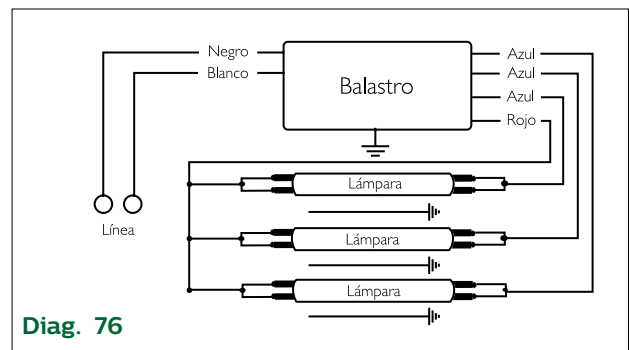 Negro
Blanco
Balastro
Azul
Azul
Azul
Rojo
Línea
Lámpara
Lámpara
Lámpara
Diag. 76